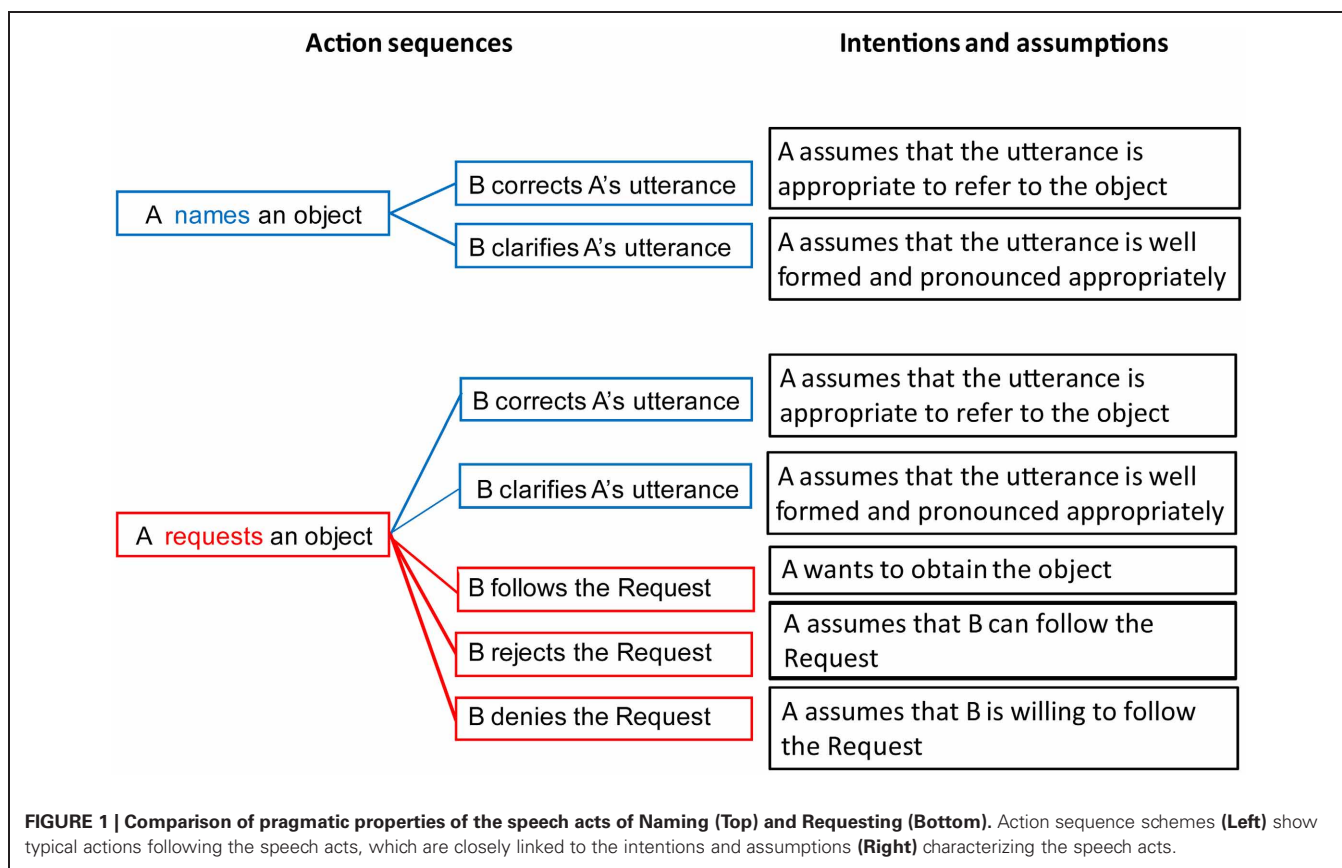 Action sequences
Intentions and assumptions
A names an object
B corrects A's utterance
A assumes that the utterance is
appropriate to refer to the object
B clarifies A's utterance
A assumes that the utterance is well
formed and pronounced appropriately
A requests an object
B corrects A's utterance
A assumes that the utterance is
appropriate to refer to the object
B clarifies A's utterance
A assumes that the utterance is well
formed and pronounced appropriately
B follows the Request
A wants to obtain the object
B rejects the Request
A assumes that B can follow the
Request
B denies the Request
A assumes that B is willing to follow
the Request
FIGURE 1 | Comparison of pragmatic properties of the speech acts of Naming (Top) and Requesting (Bottom). Action sequence schemes (Left) show
typical actions following the speech acts, which are closely linked to the intentions and assumptions (Right) characterizing the speech acts.